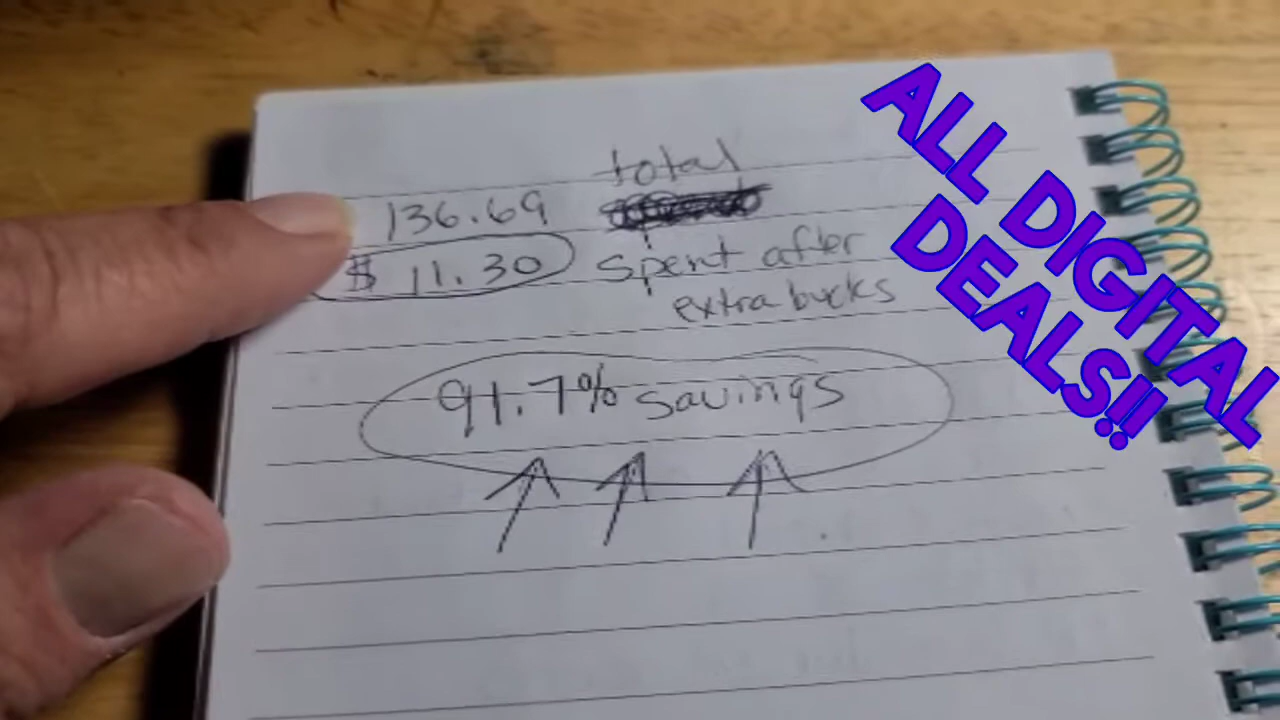 total
136.69
$ 11.30 spent after
extra bucks
91.7% savings
ALL DIGITAL
DEALS!!